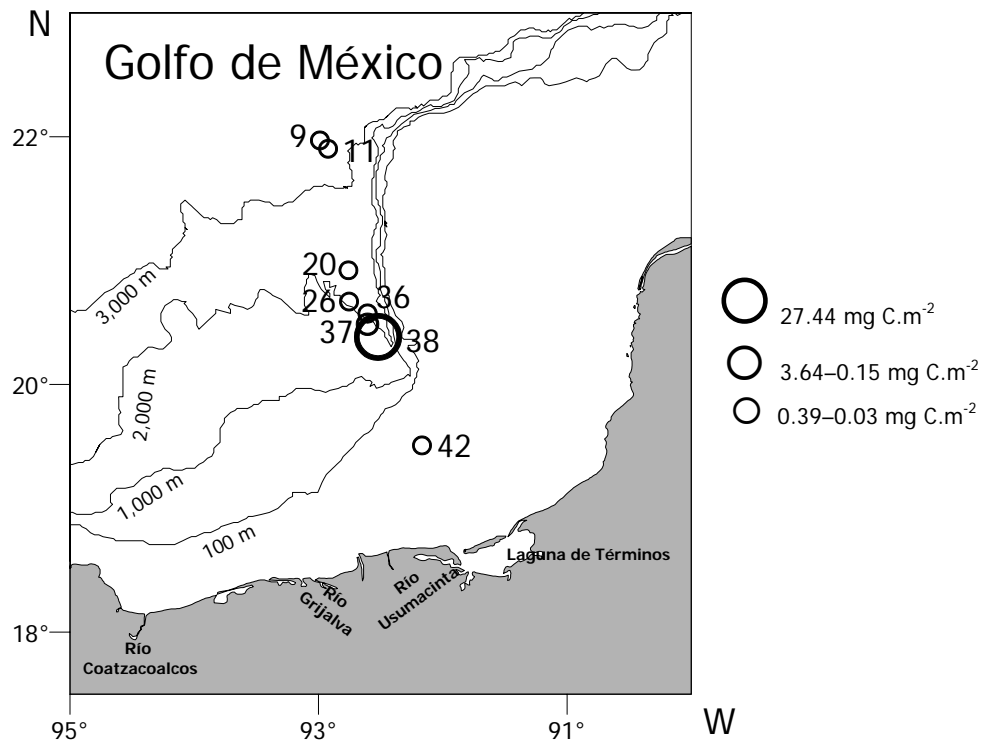 N
Golfo de México
22°
9
11
20
26
36
37
38
3,000 m
2,000 m
20°
42
1,000 m
100 m
27.44 mg C.m⁻²
3.64–0.15 mg C.m⁻²
0.39–0.03 mg C.m⁻²
Laguna de Términos
Río
Usumacinta
Río
Grijalva
18°
Río
Coatzacoalcos
95°
93°
91°
W